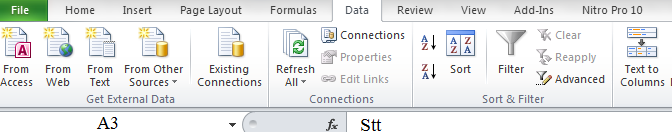 File Home Insert Page Layout Formulas Data Review View Add-Ins Nitro Pro 10
From Access
From Web
From Text
From Other Sources
Existing Connections
Get External Data
Refresh All
Connections
Properties
Edit Links
Connections
A Z
Z A
A Z Z A
Sort
Filter
Clear
Reapply
Advanced
Sort & Filter
Text to Columns
A3 fx Stt